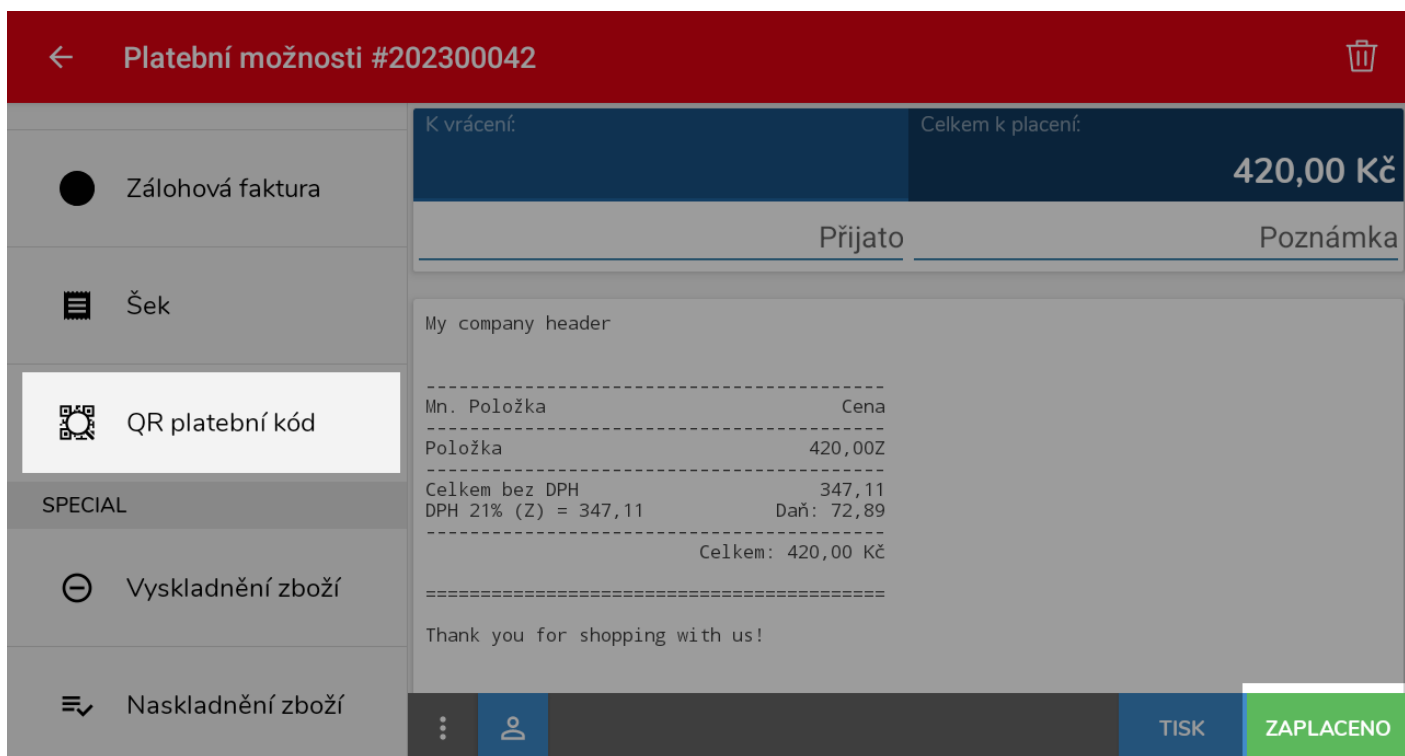 Platební možnosti #202300042
Zálohová faktura
Šek
QR platební kód
SPECIAL
Vyskladnění zboží
Naskladnění zboží
K vrácení:
Celkem k placení:
420,00 Kč
Přijato
Poznámka
My company header
-------------------------------------------
Mn. Položka Cena
-------------------------------------------
Položka 420,00Z
-------------------------------------------
Celkem bez DPH 347,11
DPH 21% (Z) = 347,11 Daň: 72,89
-------------------------------------------
Celkem: 420,00 Kč
===========================================
Thank you for shopping with us!
TISK
ZAPLACENO